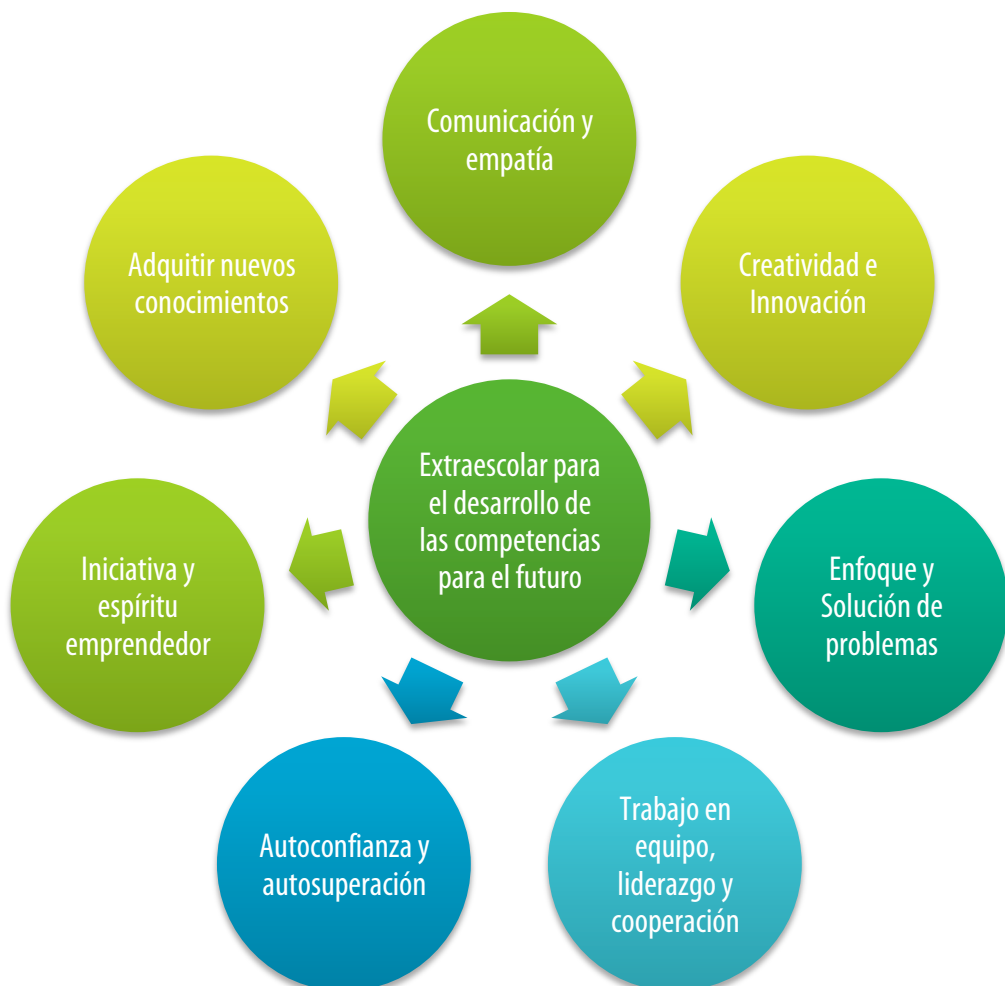 Comunicación y
empatía
Creatividad e
Innovación
Enfoque y
Solución de
problemas
Trabajo en
equipo,
liderazgo y
cooperación
Autoconfianza y
autosuperación
Iniciativa y
espíritu
emprendedor
Adquitir nuevos
conocimientos
Extraescolar para
el desarrollo de
las competencias
para el futuro